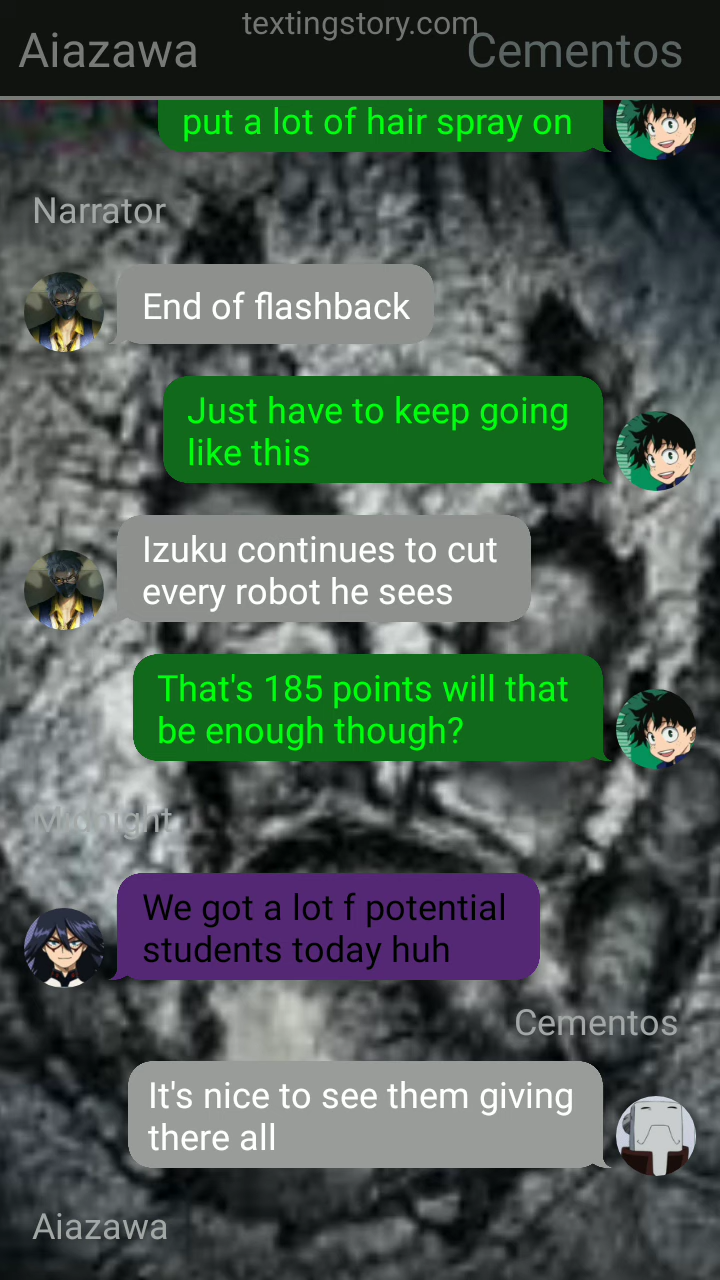 textingstory.com
Aiazawa
Cementos
put a lot of hair spray on
Narrator
End of flashback
Just have to keep going
like this
Izuku continues to cut
every robot he sees
That's 185 points will that
be enough though?
Midnight
We got a lot f potential
students today huh
Cementos
It's nice to see them giving
there all
Aiazawa